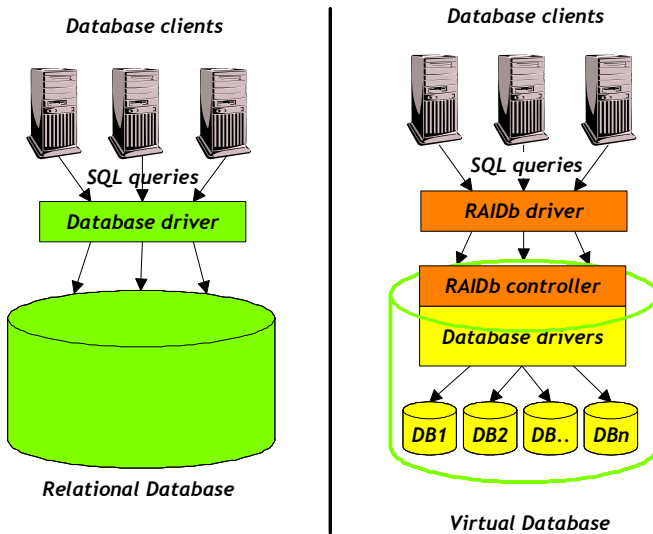 Database clients
SQL queries
Database driver
Relational Database
Database clients
SQL queries
RAIDb driver
RAIDb controller
Database drivers
DB1 DB2 DB.. DBn
Virtual Database